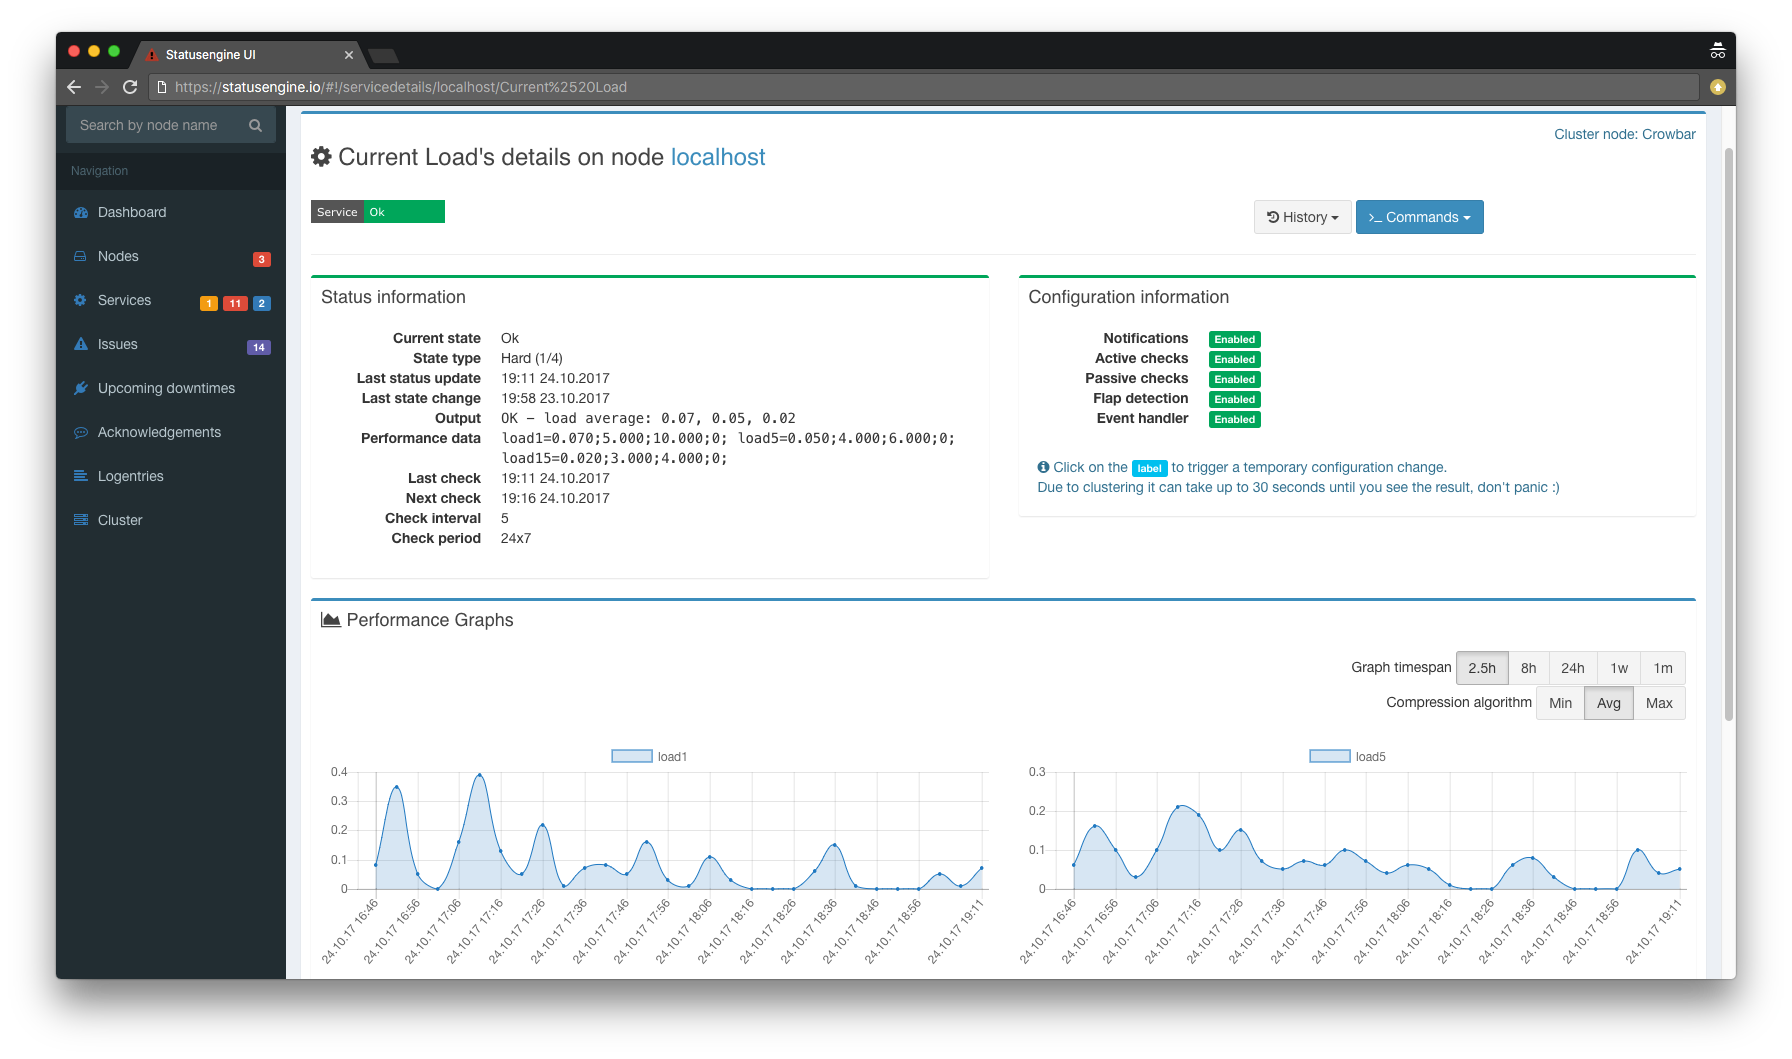 Statusengine UI
https://statusengine.io/#!/servicedetails/localhost/Current%2520Load
Search by node name
Navigation
Dashboard
Nodes 3
Services 1 11 2
Issues 14
Upcoming downtimes
Acknowledgements
Logentries
Cluster
Cluster node: Crowbar
Current Load's details on node localhost
Service Ok
History
>_ Commands
Status information
Current state Ok
State type Hard (1/4)
Last status update 19:11 24.10.2017
Last state change 19:58 23.10.2017
Output OK - load average: 0.07, 0.05, 0.02
Performance data load1=0.070;5.000;10.000;0; load5=0.050;4.000;6.000;0;
load15=0.020;3.000;4.000;0;
Last check 19:11 24.10.2017
Next check 19:16 24.10.2017
Check interval 5
Check period 24x7
Configuration information
Notifications Enabled
Active checks Enabled
Passive checks Enabled
Flap detection Enabled
Event handler Enabled
Click on the label to trigger a temporary configuration change.
Due to clustering it can take up to 30 seconds until you see the result, don't panic :)
Performance Graphs
Graph timespan 2.5h 8h 24h 1w 1m
Compression algorithm Min Avg Max
load1
0.4
0.3
0.2
0.1
0
24.10.17 16:46
24.10.17 16:56
24.10.17 17:06
24.10.17 17:16
24.10.17 17:26
24.10.17 17:36
24.10.17 17:46
24.10.17 17:56
24.10.17 18:06
24.10.17 18:16
24.10.17 18:26
24.10.17 18:36
24.10.17 18:46
24.10.17 18:56
24.10.17 19:11
load5
0.3
0.2
0.1
0
24.10.17 16:46
24.10.17 16:56
24.10.17 17:06
24.10.17 17:16
24.10.17 17:26
24.10.17 17:36
24.10.17 17:46
24.10.17 17:56
24.10.17 18:06
24.10.17 18:16
24.10.17 18:26
24.10.17 18:36
24.10.17 18:46
24.10.17 18:56
24.10.17 19:11